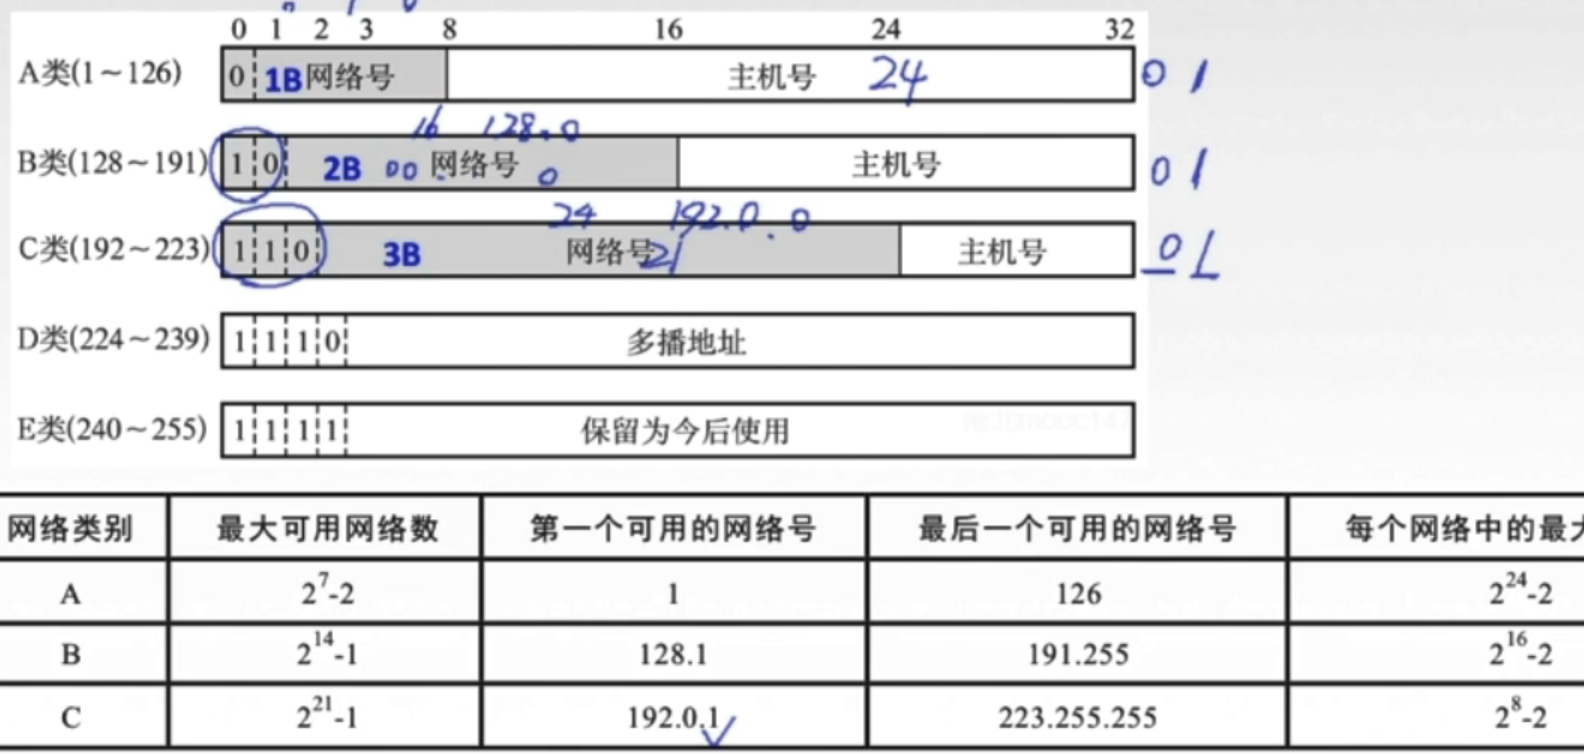 0 1 2 3 8 16 24 32
A类(1～126) 0 1B 网络号 主机号 24 0 1
16 128.0
B类(128～191) 1 0 2B 00 网络号 0 主机号 0 1
24 192.0.0
C类(192～223) 1 1 0 3B 网络号 21 主机号 0 1
D类(224～239) 1 1 1 0 多播地址
E类(240～255) 1 1 1 1 保留为今后使用
网络类别 最大可用网络数 第一个可用的网络号 最后一个可用的网络号 每个网络中的最大
A 2^7-2 1 126 2^24-2
B 2^14-1 128.1 191.255 2^16-2
C 2^21-1 192.0.1 223.255.255 2^8-2